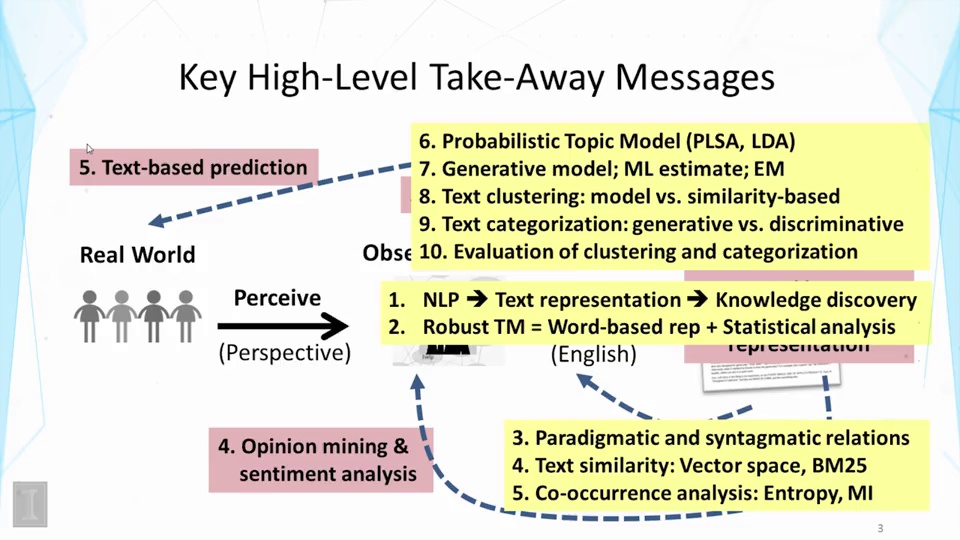 Key High-Level Take-Away Messages
5. Text-based prediction
6. Probabilistic Topic Model (PLSA, LDA)
7. Generative model; ML estimate; EM
8. Text clustering: model vs. similarity-based
9. Text categorization: generative vs. discriminative
10. Evaluation of clustering and categorization
Real World
Obse
Perceive
(Perspective)
1. NLP ➔ Text representation ➔ Knowledge discovery
2. Robust TM = Word-based rep + Statistical analysis
(English)
representation
4. Opinion mining &
sentiment analysis
3. Paradigmatic and syntagmatic relations
4. Text similarity: Vector space, BM25
5. Co-occurrence analysis: Entropy, MI
I
3